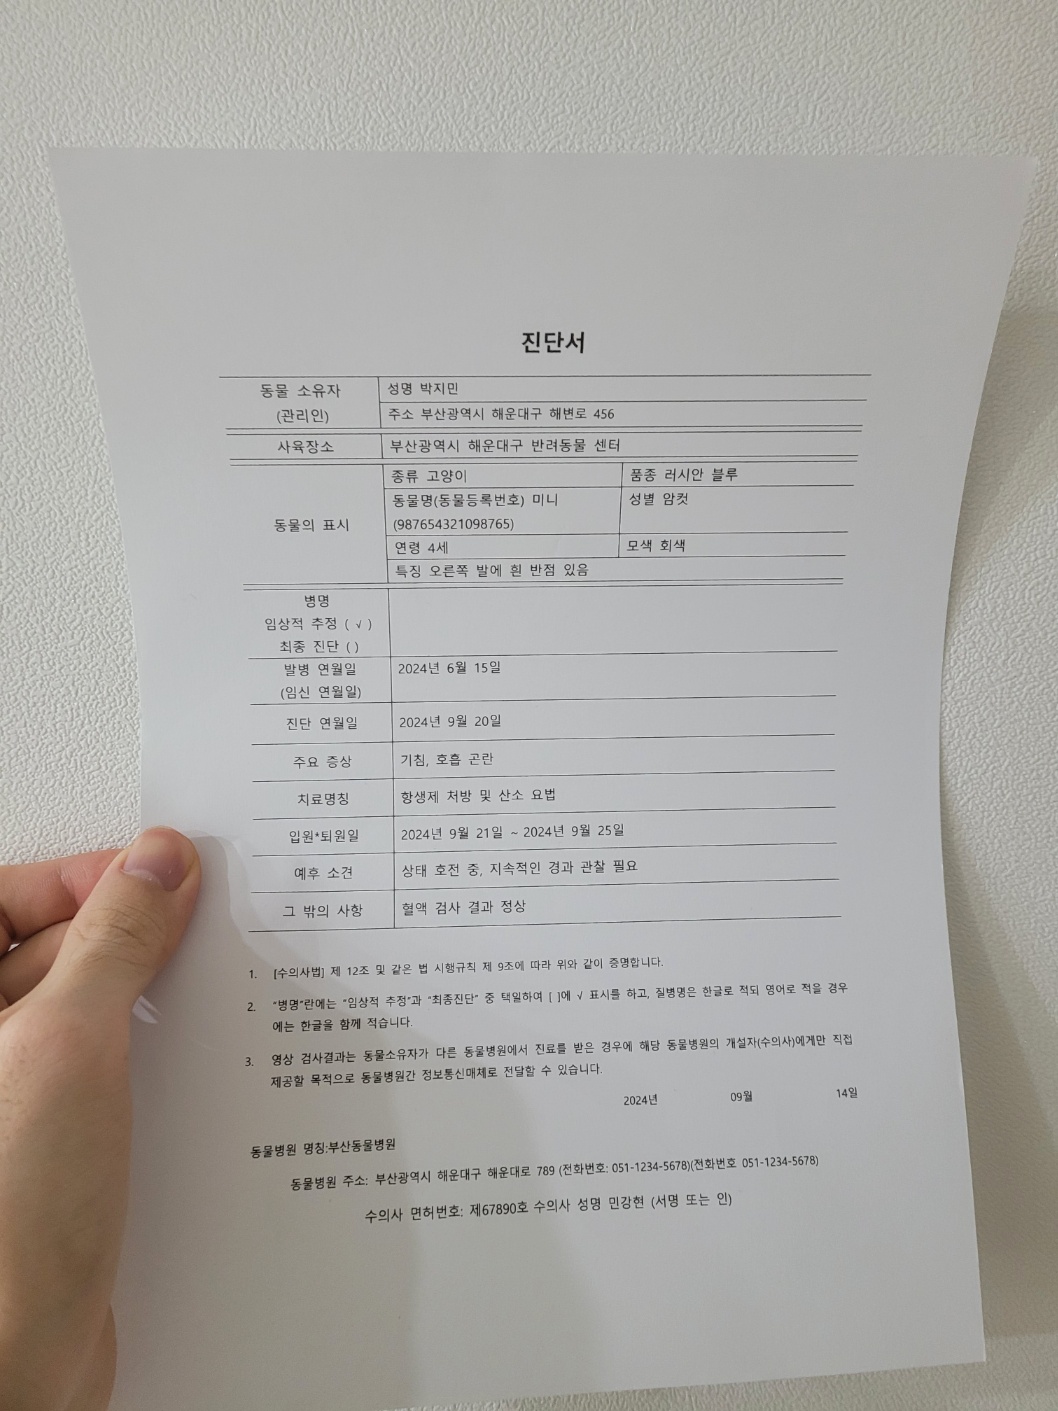 진단서
동물 소유자
(관리인)
성명 박지민
주소 부산광역시 해운대구 해변로 456
사육장소
부산광역시 해운대구 반려동물 센터
동물의 표시
종류 고양이
품종 러시안 블루
동물명(동물등록번호) 미니
(987654321098765)
성별 암컷
연령 4세
모색 회색
특징 오른쪽 발에 흰 반점 있음
병명
임상적 추정 ( √ )
최종 진단 ( )
발병 연월일
(임신 연월일)
2024년 6월 15일
진단 연월일
2024년 9월 20일
주요 증상
기침, 호흡 곤란
치료명칭
항생제 처방 및 산소 요법
입원*퇴원일
2024년 9월 21일 ~ 2024년 9월 25일
예후 소견
상태 호전 중, 지속적인 경과 관찰 필요
그 밖의 사항
혈액 검사 결과 정상
1. [수의사법] 제 12조 및 같은 법 시행규칙 제 9조에 따라 위와 같이 증명합니다.
2. "병명"란에는 "임상적 추정"과 "최종진단" 중 택일하여 [ ]에 √ 표시를 하고, 질병명은 한글로 적되 영어로 적을 경우
에는 한글을 함께 적습니다.
3. 영상 검사결과는 동물소유자가 다른 동물병원에서 진료를 받은 경우에 해당 동물병원의 개설자(수의사)에게만 직접
제공할 목적으로 동물병원간 정보통신매체로 전달할 수 있습니다.
2024년 09월 14일
동물병원 명칭:부산동물병원
동물병원 주소: 부산광역시 해운대구 해운대로 789 (전화번호: 051-1234-5678)(전화번호 051-1234-5678)
수의사 면허번호: 제67890호 수의사 성명 민강현 (서명 또는 인)